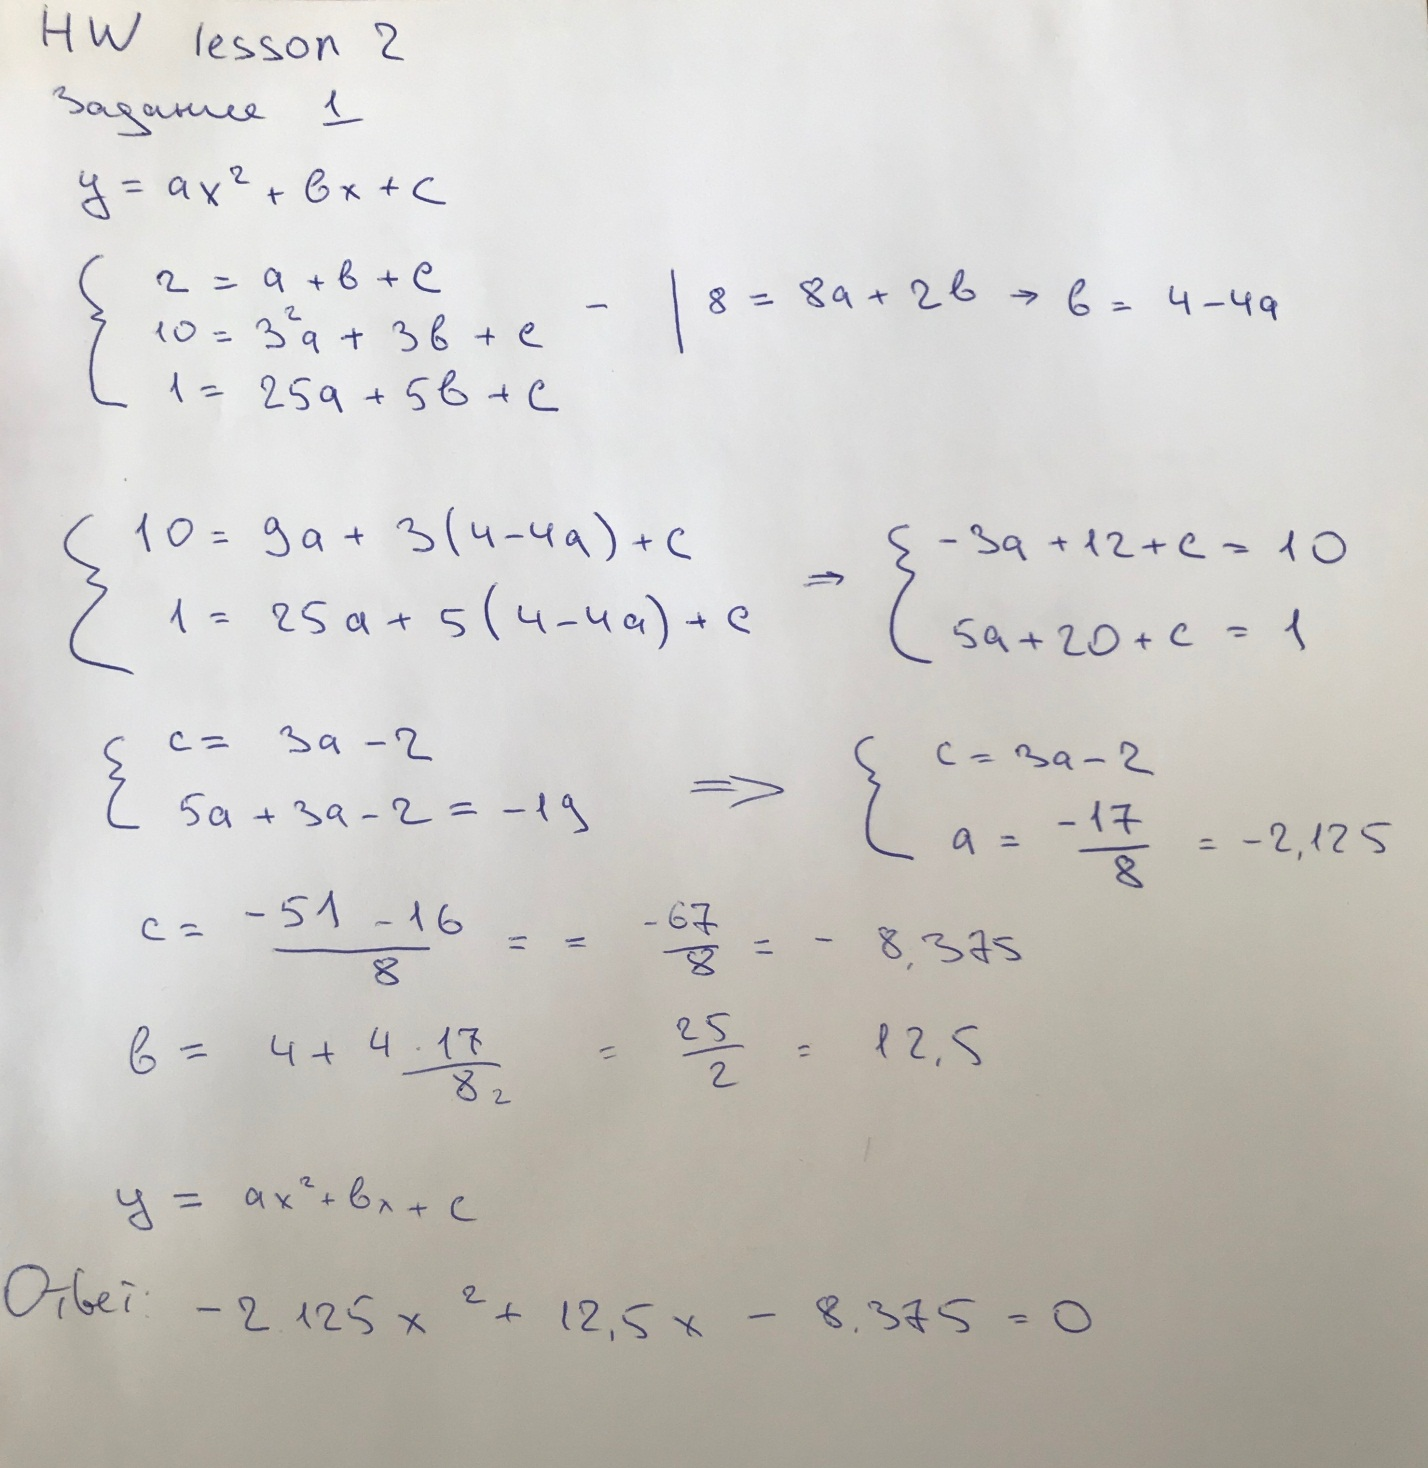 HW lesson 2
Задание 1
y = ax² + bx + c
2 = a + b + c
10 = 3²a + 3b + c - | 8 = 8a + 2b → b = 4 - 4a
1 = 25a + 5b + c
{ 10 = 9a + 3(4-4a) + c ⇒ { -3a + 12 + c = 10
1 = 25a + 5(4-4a) + c 5a + 20 + c = 1
{ c = 3a - 2 ⇒ { c = 3a - 2
5a + 3a - 2 = -19 a = -17/8 = -2,125
c = (-51 - 16)/8 = = -67/8 = - 8,375
b = 4 + 4·17/8 2 = 25/2 = 12,5
y = ax² + bx + c
Ответ: -2.125x² + 12,5x - 8.375 = 0